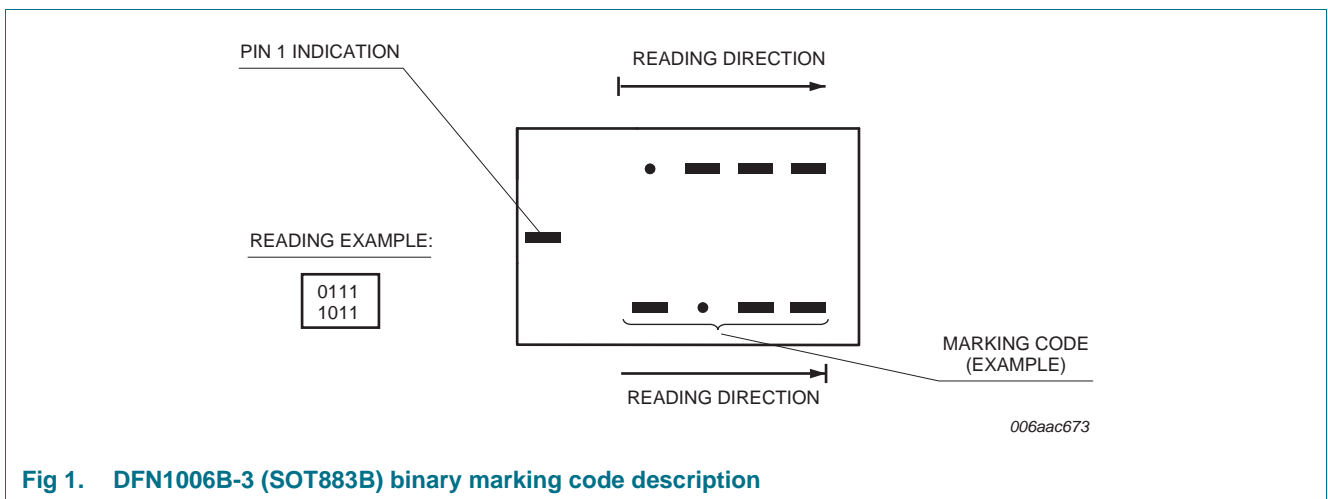 PIN 1 INDICATION
READING DIRECTION
READING EXAMPLE:
0111
1011
MARKING CODE
(EXAMPLE)
READING DIRECTION
006aac673
Fig 1. DFN1006B-3 (SOT883B) binary marking code description